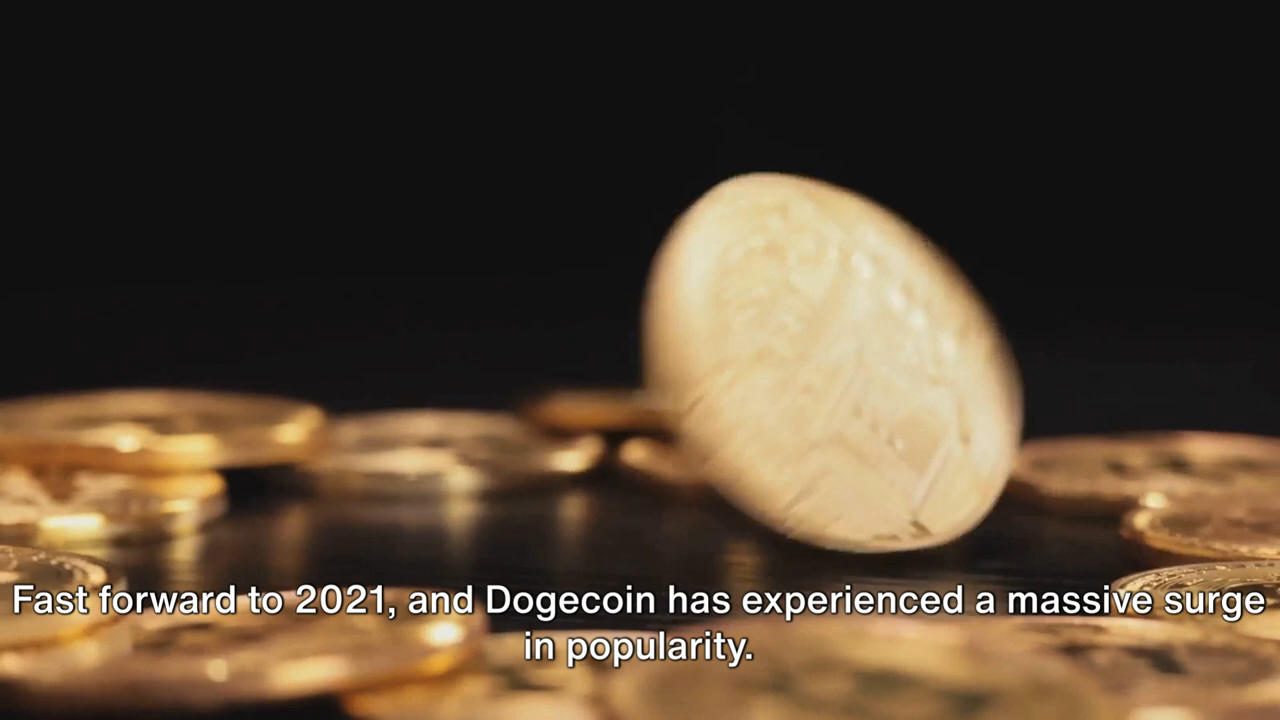 Fast forward to 2021, and Dogecoin has experienced a massive surge
in popularity.